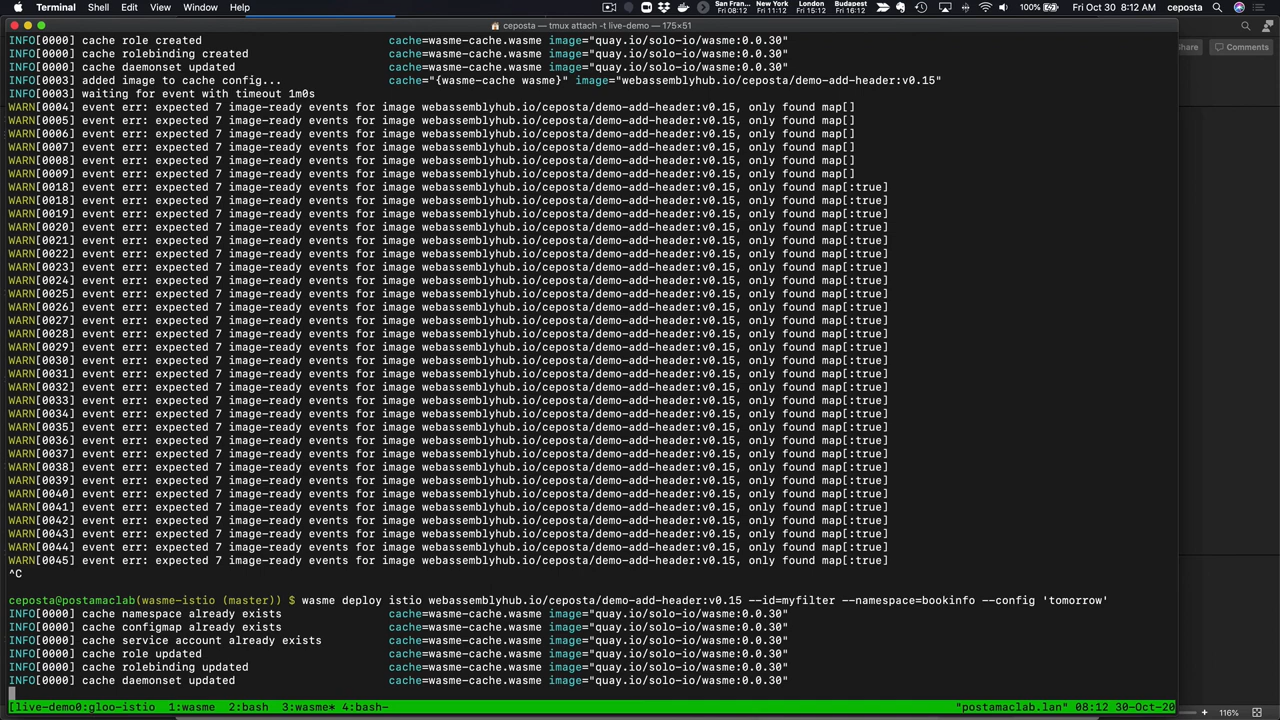 Terminal Shell Edit View Window Help
San Fran... Fri 08:12 New York Fri 11:12 London Fri 15:12 Budapest Fri 16:12 100% Fri Oct 30 8:12 AM ceposta
ceposta — tmux attach -t live-demo — 175×51
Share Comments
INFO[0000] cache role created cache=wasme-cache.wasme image="quay.io/solo-io/wasme:0.0.30"
INFO[0000] cache rolebinding created cache=wasme-cache.wasme image="quay.io/solo-io/wasme:0.0.30"
INFO[0000] cache daemonset updated cache=wasme-cache.wasme image="quay.io/solo-io/wasme:0.0.30"
INFO[0003] added image to cache config... cache="{wasme-cache wasme}" image="webassemblyhub.io/ceposta/demo-add-header:v0.15"
INFO[0003] waiting for event with timeout 1m0s
WARN[0004] event err: expected 7 image-ready events for image webassemblyhub.io/ceposta/demo-add-header:v0.15, only found map[]
WARN[0005] event err: expected 7 image-ready events for image webassemblyhub.io/ceposta/demo-add-header:v0.15, only found map[]
WARN[0006] event err: expected 7 image-ready events for image webassemblyhub.io/ceposta/demo-add-header:v0.15, only found map[]
WARN[0007] event err: expected 7 image-ready events for image webassemblyhub.io/ceposta/demo-add-header:v0.15, only found map[]
WARN[0008] event err: expected 7 image-ready events for image webassemblyhub.io/ceposta/demo-add-header:v0.15, only found map[]
WARN[0009] event err: expected 7 image-ready events for image webassemblyhub.io/ceposta/demo-add-header:v0.15, only found map[]
WARN[0018] event err: expected 7 image-ready events for image webassemblyhub.io/ceposta/demo-add-header:v0.15, only found map[:true]
WARN[0018] event err: expected 7 image-ready events for image webassemblyhub.io/ceposta/demo-add-header:v0.15, only found map[:true]
WARN[0019] event err: expected 7 image-ready events for image webassemblyhub.io/ceposta/demo-add-header:v0.15, only found map[:true]
WARN[0020] event err: expected 7 image-ready events for image webassemblyhub.io/ceposta/demo-add-header:v0.15, only found map[:true]
WARN[0021] event err: expected 7 image-ready events for image webassemblyhub.io/ceposta/demo-add-header:v0.15, only found map[:true]
WARN[0022] event err: expected 7 image-ready events for image webassemblyhub.io/ceposta/demo-add-header:v0.15, only found map[:true]
WARN[0023] event err: expected 7 image-ready events for image webassemblyhub.io/ceposta/demo-add-header:v0.15, only found map[:true]
WARN[0024] event err: expected 7 image-ready events for image webassemblyhub.io/ceposta/demo-add-header:v0.15, only found map[:true]
WARN[0025] event err: expected 7 image-ready events for image webassemblyhub.io/ceposta/demo-add-header:v0.15, only found map[:true]
WARN[0026] event err: expected 7 image-ready events for image webassemblyhub.io/ceposta/demo-add-header:v0.15, only found map[:true]
WARN[0027] event err: expected 7 image-ready events for image webassemblyhub.io/ceposta/demo-add-header:v0.15, only found map[:true]
WARN[0028] event err: expected 7 image-ready events for image webassemblyhub.io/ceposta/demo-add-header:v0.15, only found map[:true]
WARN[0029] event err: expected 7 image-ready events for image webassemblyhub.io/ceposta/demo-add-header:v0.15, only found map[:true]
WARN[0030] event err: expected 7 image-ready events for image webassemblyhub.io/ceposta/demo-add-header:v0.15, only found map[:true]
WARN[0031] event err: expected 7 image-ready events for image webassemblyhub.io/ceposta/demo-add-header:v0.15, only found map[:true]
WARN[0032] event err: expected 7 image-ready events for image webassemblyhub.io/ceposta/demo-add-header:v0.15, only found map[:true]
WARN[0033] event err: expected 7 image-ready events for image webassemblyhub.io/ceposta/demo-add-header:v0.15, only found map[:true]
WARN[0034] event err: expected 7 image-ready events for image webassemblyhub.io/ceposta/demo-add-header:v0.15, only found map[:true]
WARN[0035] event err: expected 7 image-ready events for image webassemblyhub.io/ceposta/demo-add-header:v0.15, only found map[:true]
WARN[0036] event err: expected 7 image-ready events for image webassemblyhub.io/ceposta/demo-add-header:v0.15, only found map[:true]
WARN[0037] event err: expected 7 image-ready events for image webassemblyhub.io/ceposta/demo-add-header:v0.15, only found map[:true]
WARN[0038] event err: expected 7 image-ready events for image webassemblyhub.io/ceposta/demo-add-header:v0.15, only found map[:true]
WARN[0039] event err: expected 7 image-ready events for image webassemblyhub.io/ceposta/demo-add-header:v0.15, only found map[:true]
WARN[0040] event err: expected 7 image-ready events for image webassemblyhub.io/ceposta/demo-add-header:v0.15, only found map[:true]
WARN[0041] event err: expected 7 image-ready events for image webassemblyhub.io/ceposta/demo-add-header:v0.15, only found map[:true]
WARN[0042] event err: expected 7 image-ready events for image webassemblyhub.io/ceposta/demo-add-header:v0.15, only found map[:true]
WARN[0043] event err: expected 7 image-ready events for image webassemblyhub.io/ceposta/demo-add-header:v0.15, only found map[:true]
WARN[0044] event err: expected 7 image-ready events for image webassemblyhub.io/ceposta/demo-add-header:v0.15, only found map[:true]
WARN[0045] event err: expected 7 image-ready events for image webassemblyhub.io/ceposta/demo-add-header:v0.15, only found map[:true]
^C
ceposta@postamaclab(wasme-istio (master)) $ wasme deploy istio webassemblyhub.io/ceposta/demo-add-header:v0.15 --id=myfilter --namespace=bookinfo --config 'tomorrow'
INFO[0000] cache namespace already exists cache=wasme-cache.wasme image="quay.io/solo-io/wasme:0.0.30"
INFO[0000] cache configmap already exists cache=wasme-cache.wasme image="quay.io/solo-io/wasme:0.0.30"
INFO[0000] cache service account already exists cache=wasme-cache.wasme image="quay.io/solo-io/wasme:0.0.30"
INFO[0000] cache role updated cache=wasme-cache.wasme image="quay.io/solo-io/wasme:0.0.30"
INFO[0000] cache rolebinding updated cache=wasme-cache.wasme image="quay.io/solo-io/wasme:0.0.30"
INFO[0000] cache daemonset updated cache=wasme-cache.wasme image="quay.io/solo-io/wasme:0.0.30"
[live-demo0:gloo-istio 1:wasme 2:bash 3:wasme* 4:bash- "postamaclab.lan" 08:12 30-Oct-20
116%